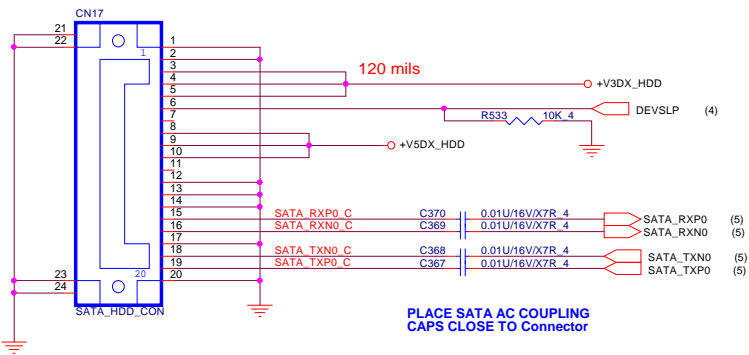 CN17
21
22
1
1
2
3
120 mils
4
+V3DX_HDD
5
6
DEVSLP (4)
7
R533 10K_4
8
9
+V5DX_HDD
10
11
12
13
14
15 SATA_RXP0_C C370 0.01U/16V/X7R_4 SATA_RXP0 (5)
16 SATA_RXN0_C C369 0.01U/16V/X7R_4 SATA_RXN0 (5)
17
18 SATA_TXN0_C C368 0.01U/16V/X7R_4 SATA_TXN0 (5)
19 SATA_TXP0_C C367 0.01U/16V/X7R_4 SATA_TXP0 (5)
23
20
20
24
SATA_HDD_CON
PLACE SATA AC COUPLING
CAPS CLOSE TO Connector